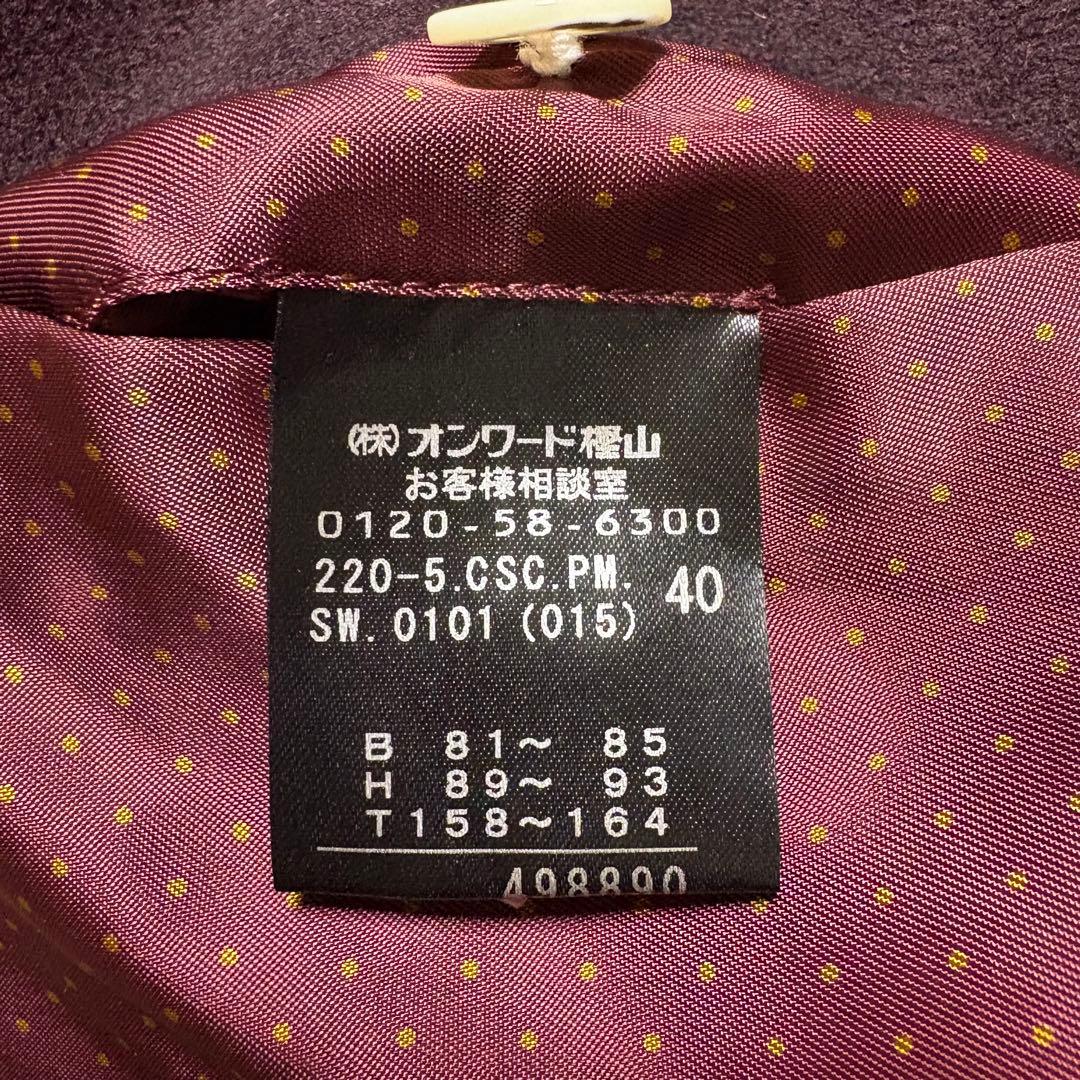 (株)オンワード樫山
お客様相談室
0120-58-6300
220-5.CSC.PM. 40
SW.0101 (015)
B 81〜 85
H 89〜 93
T158〜164
498890